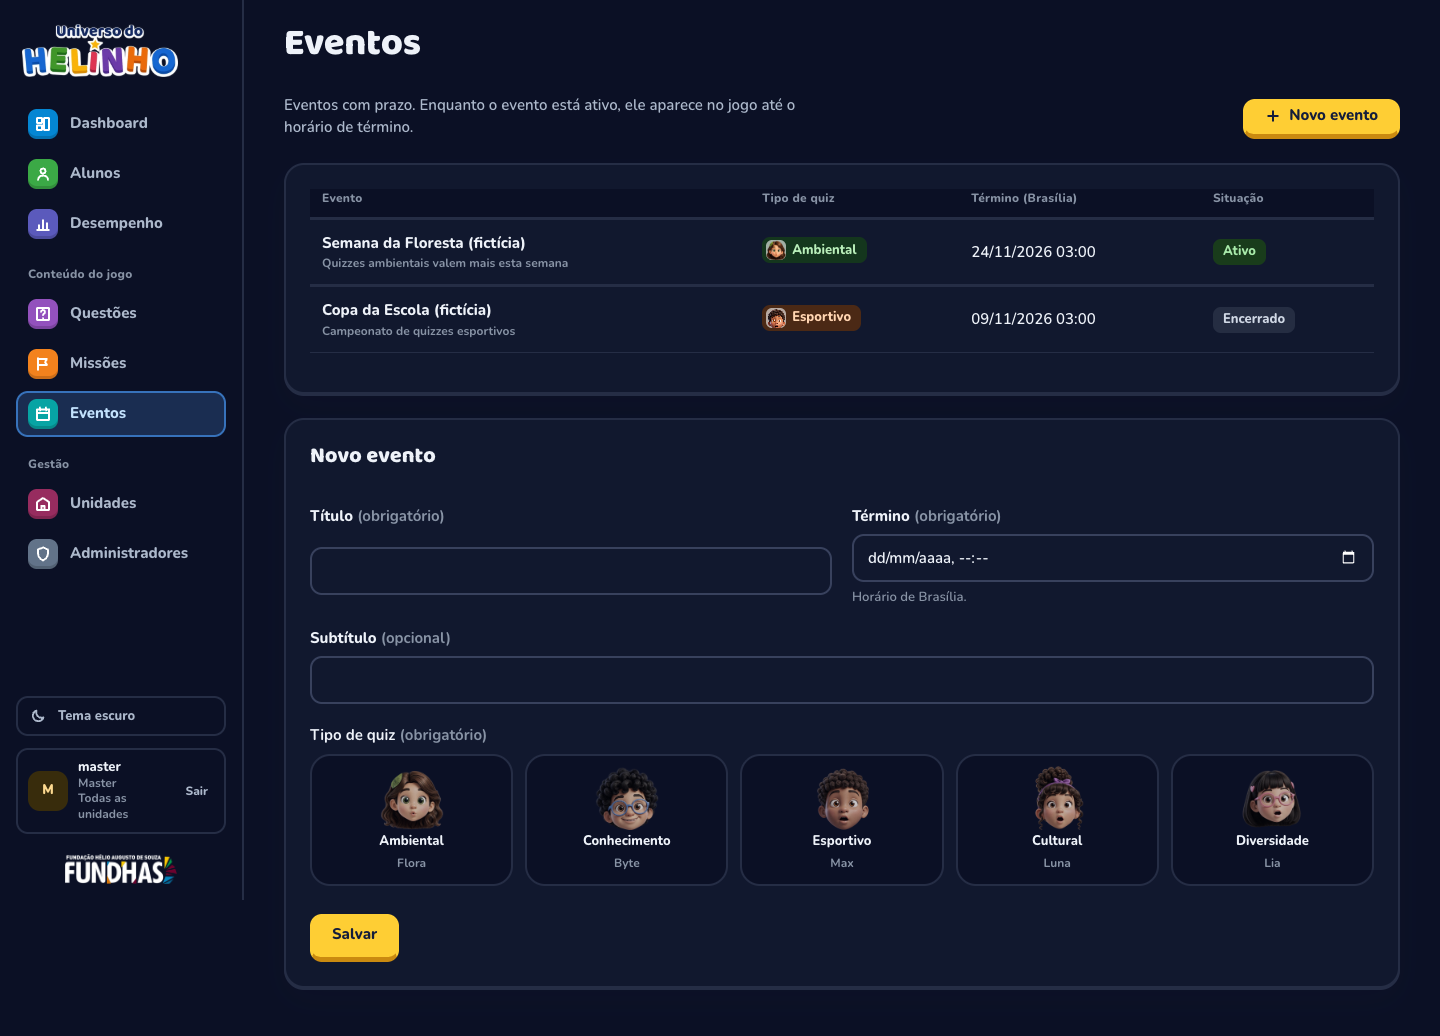 Universo do
HELINHO
Dashboard
Alunos
Desempenho
Conteúdo do jogo
Questões
Missões
Eventos
Gestão
Unidades
Administradores
Tema escuro
M
master
Master
Todas as
unidades
Sair
FUNDAÇÃO HÉLIO AUGUSTO DE SOUZA
FUNDHAS
Eventos
Eventos com prazo. Enquanto o evento está ativo, ele aparece no jogo até o
horário de término.
Novo evento
Evento Tipo de quiz Término (Brasília) Situação
Semana da Floresta (fictícia)
Quizzes ambientais valem mais esta semana
Ambiental
24/11/2026 03:00
Ativo
Copa da Escola (fictícia)
Campeonato de quizzes esportivos
Esportivo
09/11/2026 03:00
Encerrado
Novo evento
Título (obrigatório)
Término (obrigatório)
dd/mm/aaaa, --:--
Horário de Brasília.
Subtítulo (opcional)
Tipo de quiz (obrigatório)
Ambiental
Flora
Conhecimento
Byte
Esportivo
Max
Cultural
Luna
Diversidade
Lia
Salvar